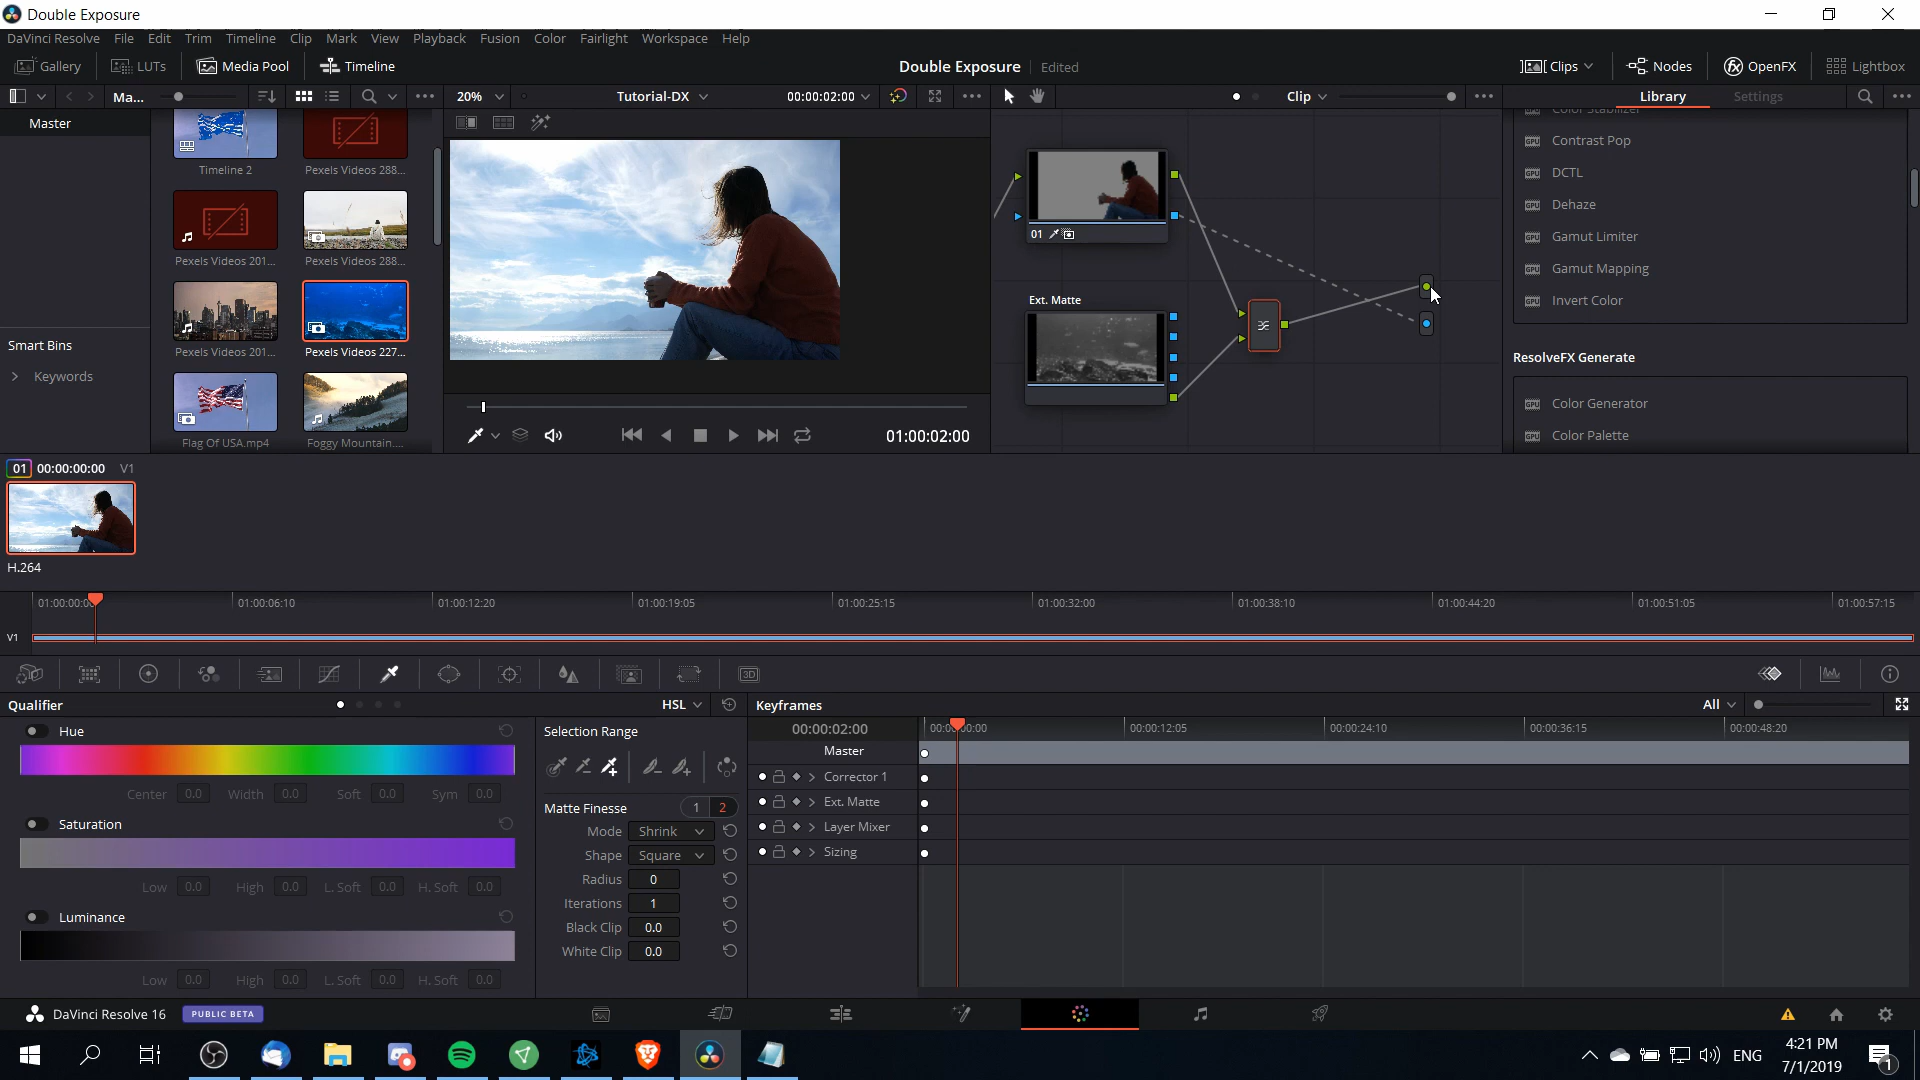 Double Exposure
DaVinci Resolve File Edit Trim Timeline Clip Mark View Playback Fusion Color Fairlight Workspace Help
Gallery LUTs Media Pool Timeline Double Exposure Edited Clips Nodes OpenFX Lightbox
Ma... 20% Tutorial-DX 00:00:02:00 Clip Library Settings
Master
Color Stabilizer
Contrast Pop
Timeline 2 Pexels Videos 288...
DCTL
Dehaze
01
Gamut Limiter
Pexels Videos 201... Pexels Videos 288...
Gamut Mapping
Ext. Matte
Invert Color
Smart Bins
Pexels Videos 201... Pexels Videos 227...
ResolveFX Generate
Keywords
Color Generator
01:00:02:00
Color Palette
Flag Of USA.mp4 Foggy Mountain....
01 00:00:00:00 V1
H.264
01:00:00:00 01:00:06:10 01:00:12:20 01:00:19:05 01:00:25:15 01:00:32:00 01:00:38:10 01:00:44:20 01:00:51:05 01:00:57:15
V1
3D
Qualifier HSL Keyframes All
Hue Selection Range 00:00:02:00 00:00:12:05 00:00:24:10 00:00:36:15 00:00:48:20
Master
Corrector 1
Center 0.0 Width 0.0 Soft 0.0 Sym 0.0
Matte Finesse 1 2 Ext. Matte
Saturation Mode Shrink Layer Mixer
Shape Square Sizing
Low 0.0 High 0.0 L. Soft 0.0 H. Soft 0.0
Radius 0
Iterations 1
Luminance
Black Clip 0.0
White Clip 0.0
Low 0.0 High 0.0 L. Soft 0.0 H. Soft 0.0
DaVinci Resolve 16 PUBLIC BETA
ENG 4:21 PM
7/1/2019
1